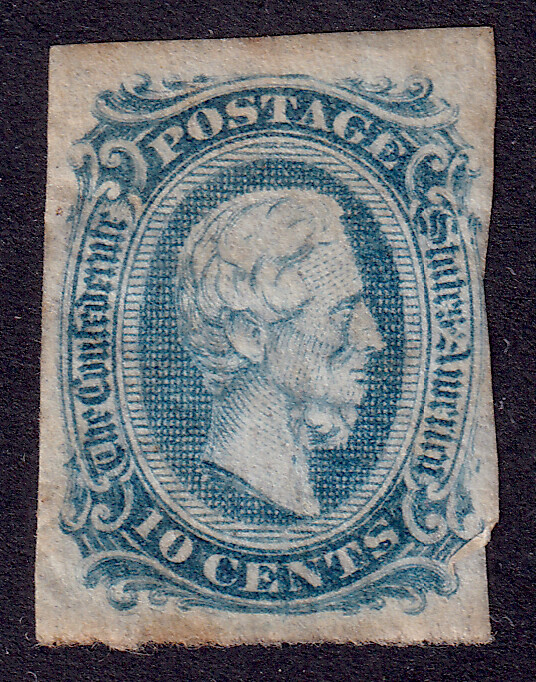 POSTAGE
The Confederate
States America
10 CENTS